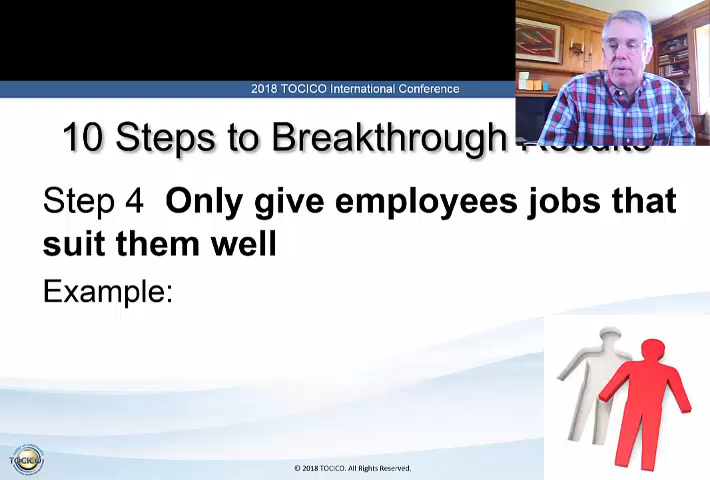 2018 TOCICO International Conference
10 Steps to Breakthrough Results
Step 4 Only give employees jobs that
suit them well
Example:
TOCICO
© 2018 TOCICO. All Rights Reserved.